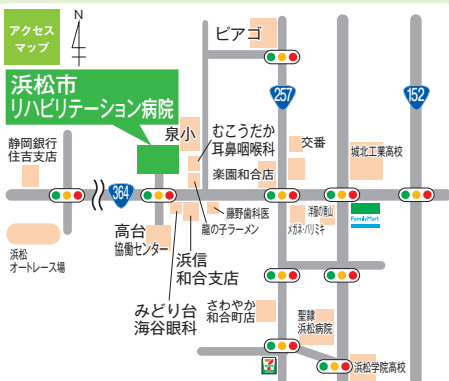 アクセス
マップ
N
ピアゴ
浜松市
リハビリテーション病院
257
152
静岡銀行
住吉支店
泉小
むこうだか
耳鼻咽喉科
楽園和合店
交番
城北工業高校
364
藤野歯科医
龍の子ラーメン
メガネ・パリミキ
洋服の青山
FamilyMart
浜松
オートレース場
高台
協働センター
浜信
和合支店
みどり台
海谷眼科
さわやか
和合町店
聖隷
浜松病院
浜松学院高校